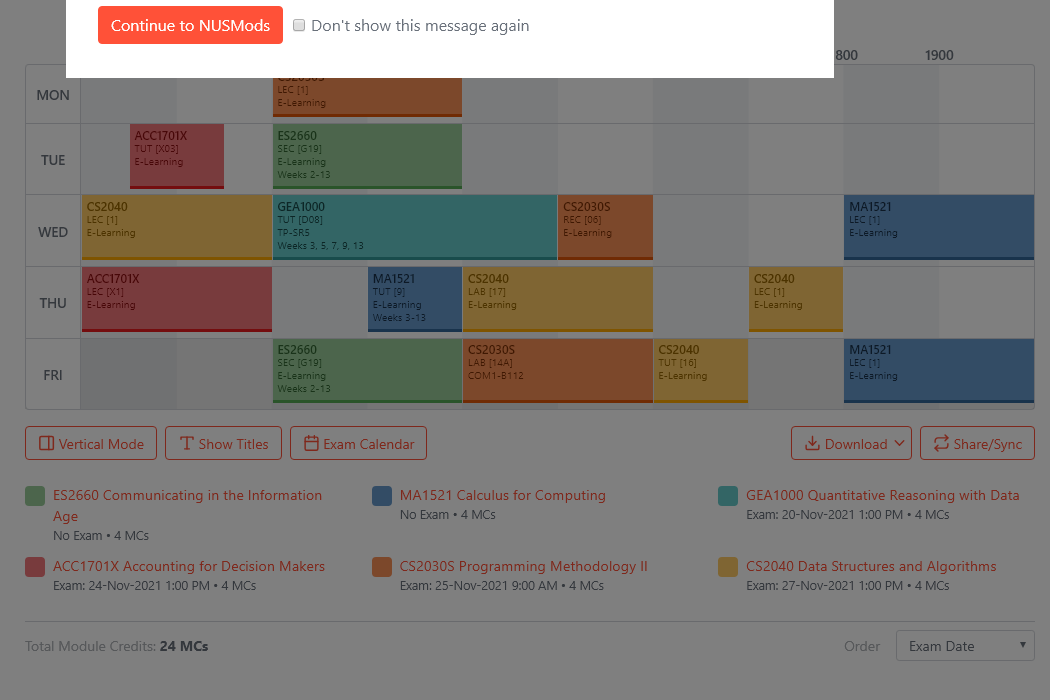 Continue to NUSMods
Don't show this message again
800
1900
MON
CS2030S
LEC [1]
E-Learning
TUE
ACC1701X
TUT [X03]
E-Learning
ES2660
SEC [G19]
E-Learning
Weeks 2-13
WED
CS2040
LEC [1]
E-Learning
GEA1000
TUT [D08]
TP-SR5
Weeks 3, 5, 7, 9, 13
CS2030S
REC [06]
E-Learning
MA1521
LEC [1]
E-Learning
THU
ACC1701X
LEC [X1]
E-Learning
MA1521
TUT [9]
E-Learning
Weeks 3-13
CS2040
LAB [17]
E-Learning
CS2040
LEC [1]
E-Learning
FRI
ES2660
SEC [G19]
E-Learning
Weeks 2-13
CS2030S
LAB [14A]
COM1-B112
CS2040
TUT [16]
E-Learning
MA1521
LEC [1]
E-Learning
Vertical Mode
Show Titles
Exam Calendar
Download
Share/Sync
ES2660 Communicating in the Information
Age
No Exam • 4 MCs
MA1521 Calculus for Computing
No Exam • 4 MCs
GEA1000 Quantitative Reasoning with Data
Exam: 20-Nov-2021 1:00 PM • 4 MCs
ACC1701X Accounting for Decision Makers
Exam: 24-Nov-2021 1:00 PM • 4 MCs
CS2030S Programming Methodology II
Exam: 25-Nov-2021 9:00 AM • 4 MCs
CS2040 Data Structures and Algorithms
Exam: 27-Nov-2021 1:00 PM • 4 MCs
Total Module Credits: 24 MCs
Order
Exam Date